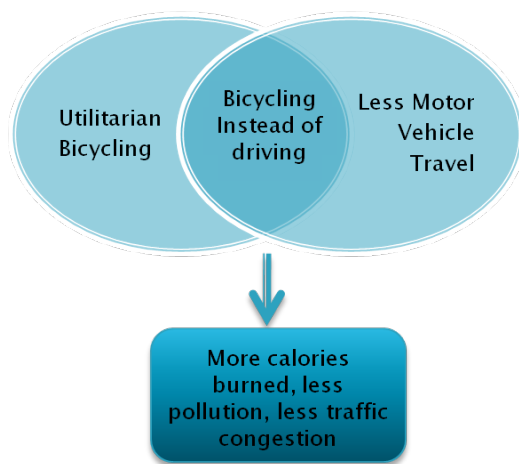 Utilitarian
Bicycling
Bicycling
Instead of
driving
Less Motor
Vehicle
Travel
More calories
burned, less
pollution, less traffic
congestion